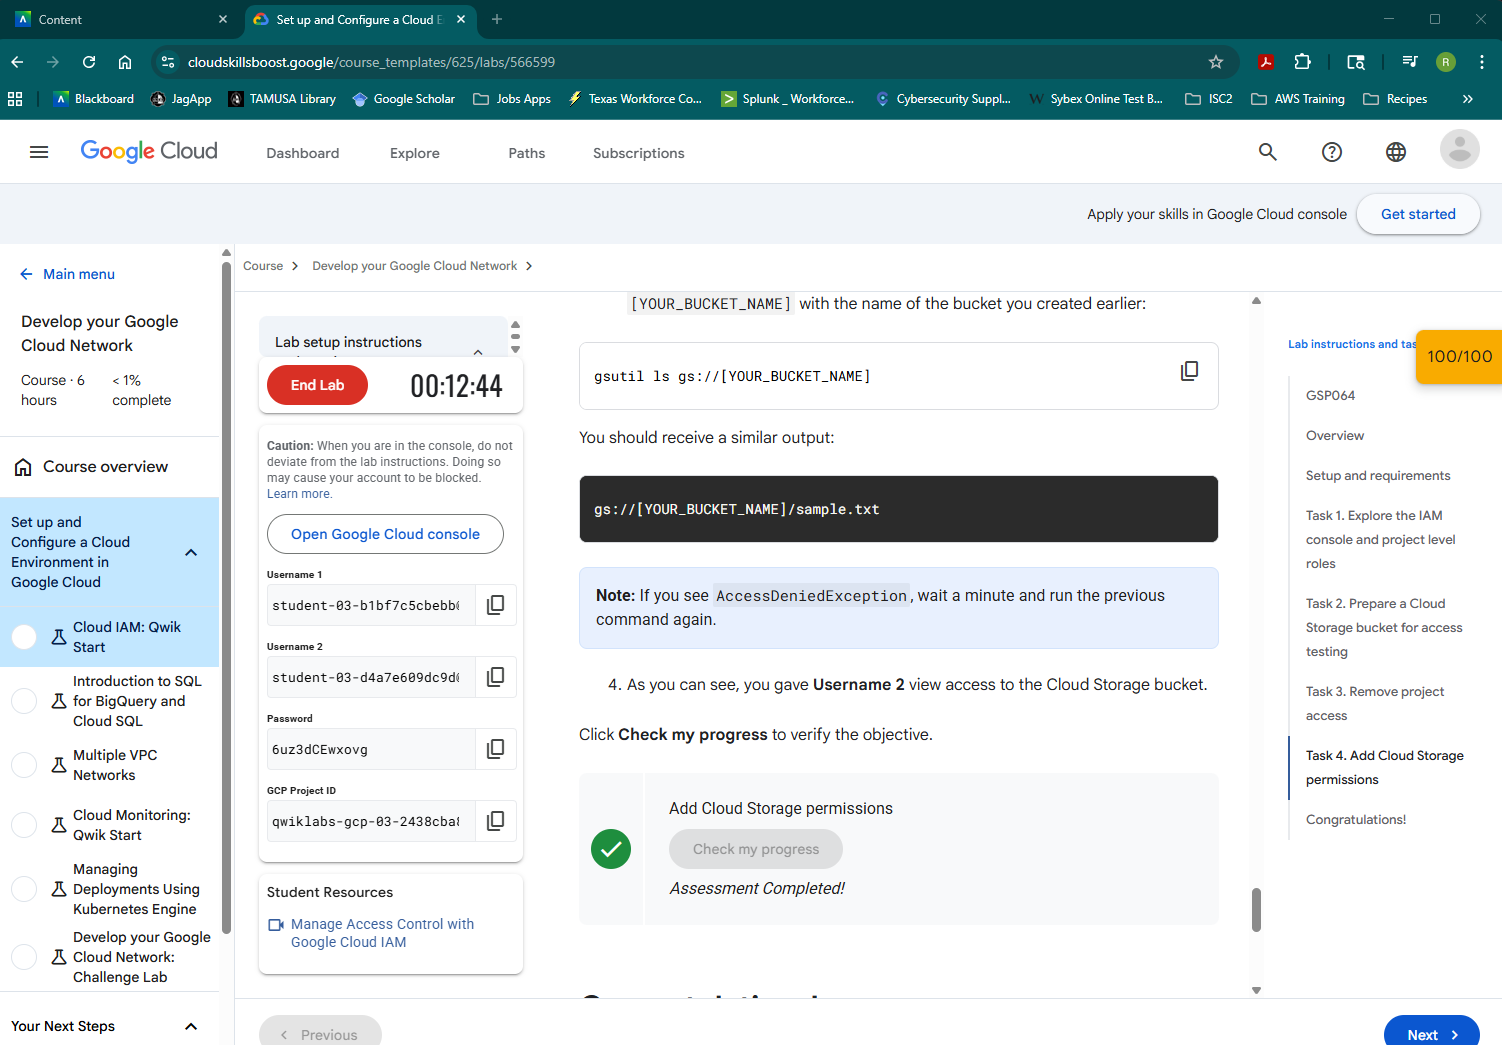 Content
Set up and Configure a Cloud E
cloudskillsboost.google/course_templates/625/labs/566599
R
Blackboard
JagApp
TAMUSA Library
Google Scholar
Jobs Apps
Texas Workforce Co...
Splunk _ Workforce...
Cybersecurity Suppl...
Sybex Online Test B...
ISC2
AWS Training
Recipes
Google Cloud
Dashboard
Explore
Paths
Subscriptions
Apply your skills in Google Cloud console
Get started
Main menu
Develop your Google
Cloud Network
Course · 6
hours
< 1%
complete
Course overview
Set up and
Configure a Cloud
Environment in
Google Cloud
Cloud IAM: Qwik
Start
Introduction to SQL
for BigQuery and
Cloud SQL
Multiple VPC
Networks
Cloud Monitoring:
Qwik Start
Managing
Deployments Using
Kubernetes Engine
Develop your Google
Cloud Network:
Challenge Lab
Your Next Steps
Course
Develop your Google Cloud Network
Lab setup instructions
End Lab
00:12:44
Caution: When you are in the console, do not
deviate from the lab instructions. Doing so
may cause your account to be blocked.
Learn more.
Open Google Cloud console
Username 1
student-03-b1bf7c5cbebb
Username 2
student-03-d4a7e609dc9d
Password
6uz3dCEwxovg
GCP Project ID
qwiklabs-gcp-03-2438cba
Student Resources
Manage Access Control with
Google Cloud IAM
[YOUR_BUCKET_NAME] with the name of the bucket you created earlier:
gsutil ls gs://[YOUR_BUCKET_NAME]
You should receive a similar output:
gs://[YOUR_BUCKET_NAME]/sample.txt
Note: If you see AccessDeniedException, wait a minute and run the previous
command again.
4. As you can see, you gave Username 2 view access to the Cloud Storage bucket.
Click Check my progress to verify the objective.
Add Cloud Storage permissions
Check my progress
Assessment Completed!
Previous
Next
Lab instructions and tas
100/100
GSP064
Overview
Setup and requirements
Task 1. Explore the IAM
console and project level
roles
Task 2. Prepare a Cloud
Storage bucket for access
testing
Task 3. Remove project
access
Task 4. Add Cloud Storage
permissions
Congratulations!